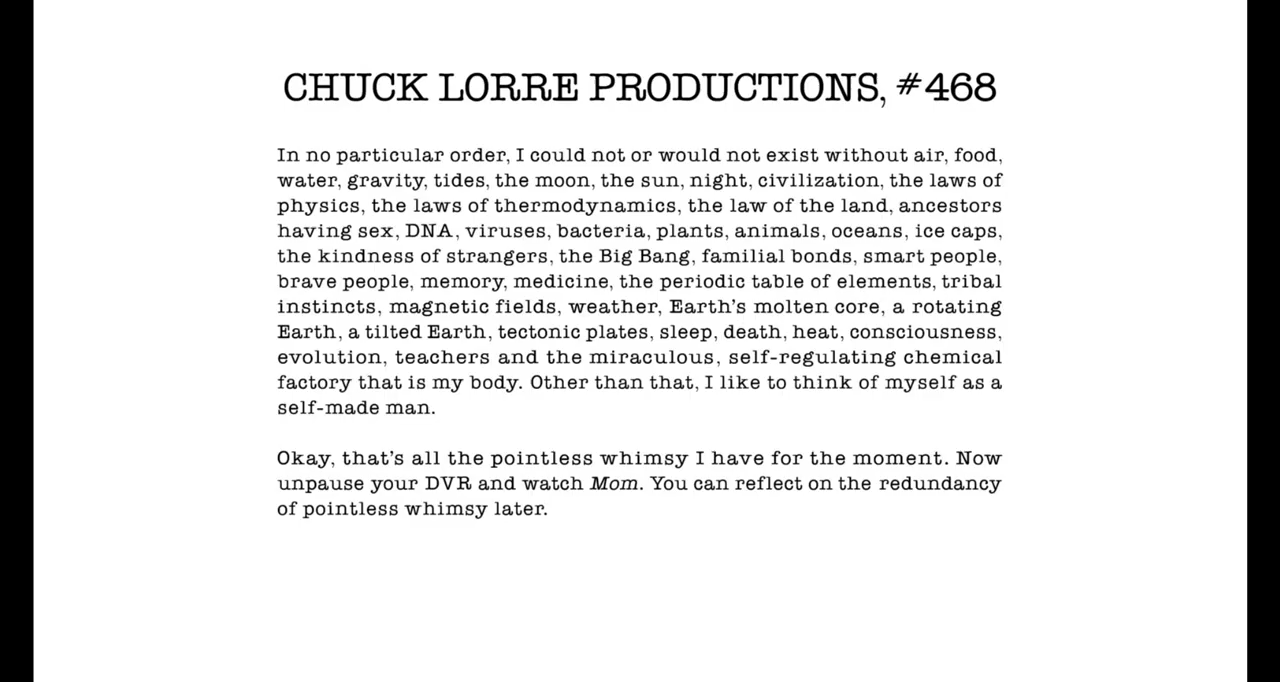 CHUCK LORRE PRODUCTIONS, #468
In no particular order, I could not or would not exist without air, food,
water, gravity, tides, the moon, the sun, night, civilization, the laws of
physics, the laws of thermodynamics, the law of the land, ancestors
having sex, DNA, viruses, bacteria, plants, animals, oceans, ice caps,
the kindness of strangers, the Big Bang, familial bonds, smart people,
brave people, memory, medicine, the periodic table of elements, tribal
instincts, magnetic fields, weather, Earth's molten core, a rotating
Earth, a tilted Earth, tectonic plates, sleep, death, heat, consciousness,
evolution, teachers and the miraculous, self-regulating chemical
factory that is my body. Other than that, I like to think of myself as a
self-made man.
Okay, that's all the pointless whimsy I have for the moment. Now
unpause your DVR and watch Mom. You can reflect on the redundancy
of pointless whimsy later.